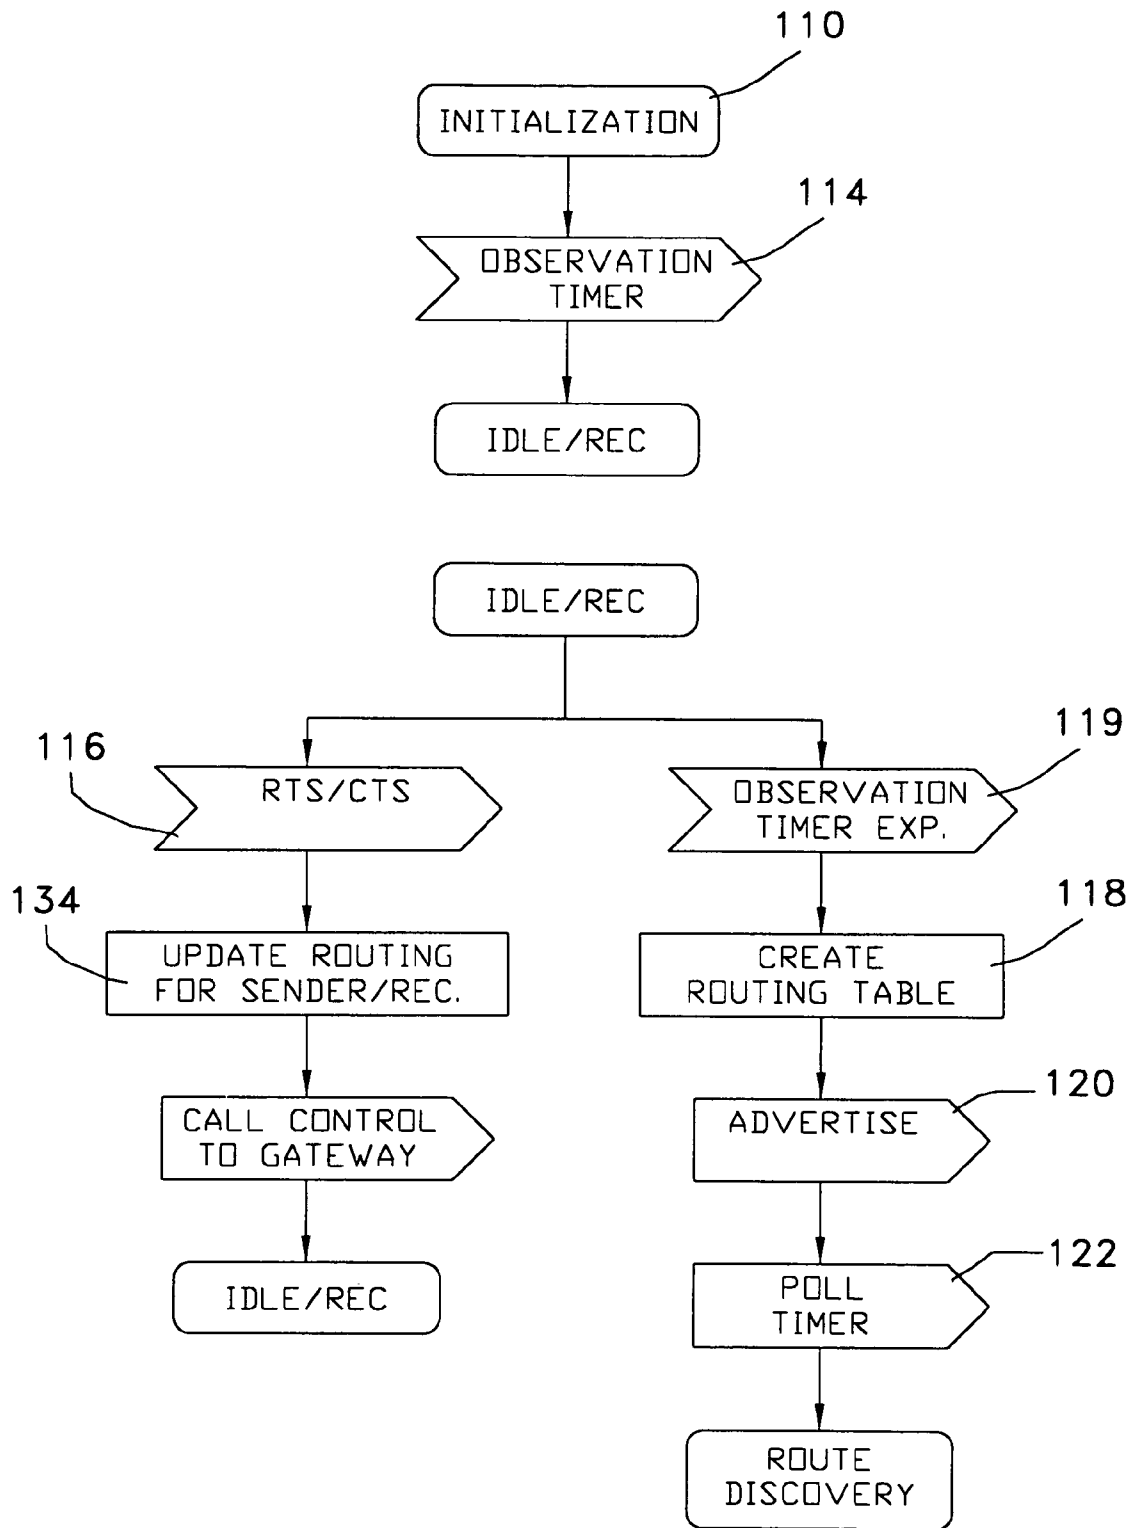 110
INITIALIZATION
114
OBSERVATION
TIMER
IDLE/REC
IDLE/REC
116
RTS/CTS
119
OBSERVATION
TIMER EXP.
134
UPDATE ROUTING
FOR SENDER/REC.
118
CREATE
ROUTING TABLE
CALL CONTROL
TO GATEWAY
120
ADVERTISE
IDLE/REC
122
POLL
TIMER
ROUTE
DISCOVERY